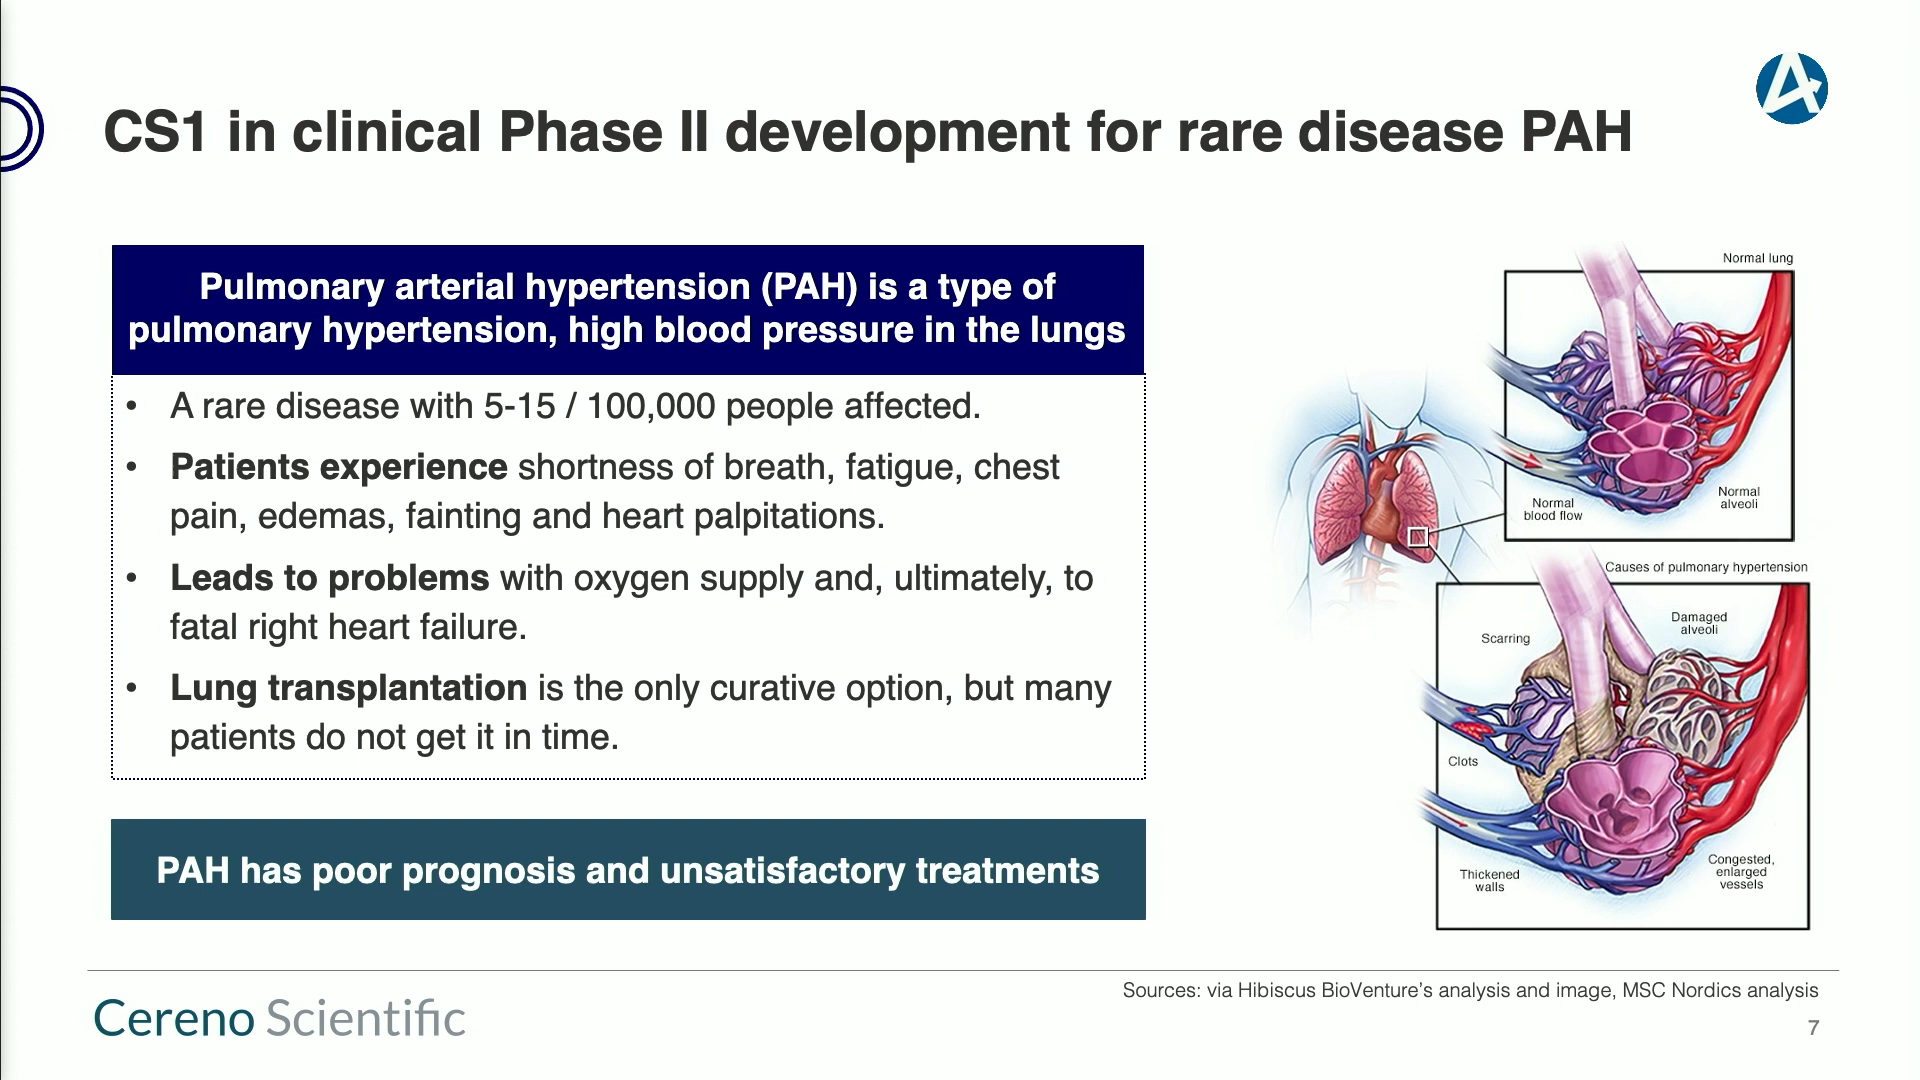 CS1 in clinical Phase II development for rare disease PAH
Pulmonary arterial hypertension (PAH) is a type of
pulmonary hypertension, high blood pressure in the lungs
• A rare disease with 5-15 / 100,000 people affected.
• Patients experience shortness of breath, fatigue, chest
pain, edemas, fainting and heart palpitations.
• Leads to problems with oxygen supply and, ultimately, to
fatal right heart failure.
• Lung transplantation is the only curative option, but many
patients do not get it in time.
PAH has poor prognosis and unsatisfactory treatments
Normal lung
Normal
blood flow
Normal
alveoli
Causes of pulmonary hypertension
Scarring
Damaged
alveoli
Clots
Thickened
walls
Congested,
enlarged
vessels
Sources: via Hibiscus BioVenture’s analysis and image, MSC Nordics analysis
Cereno Scientific
7